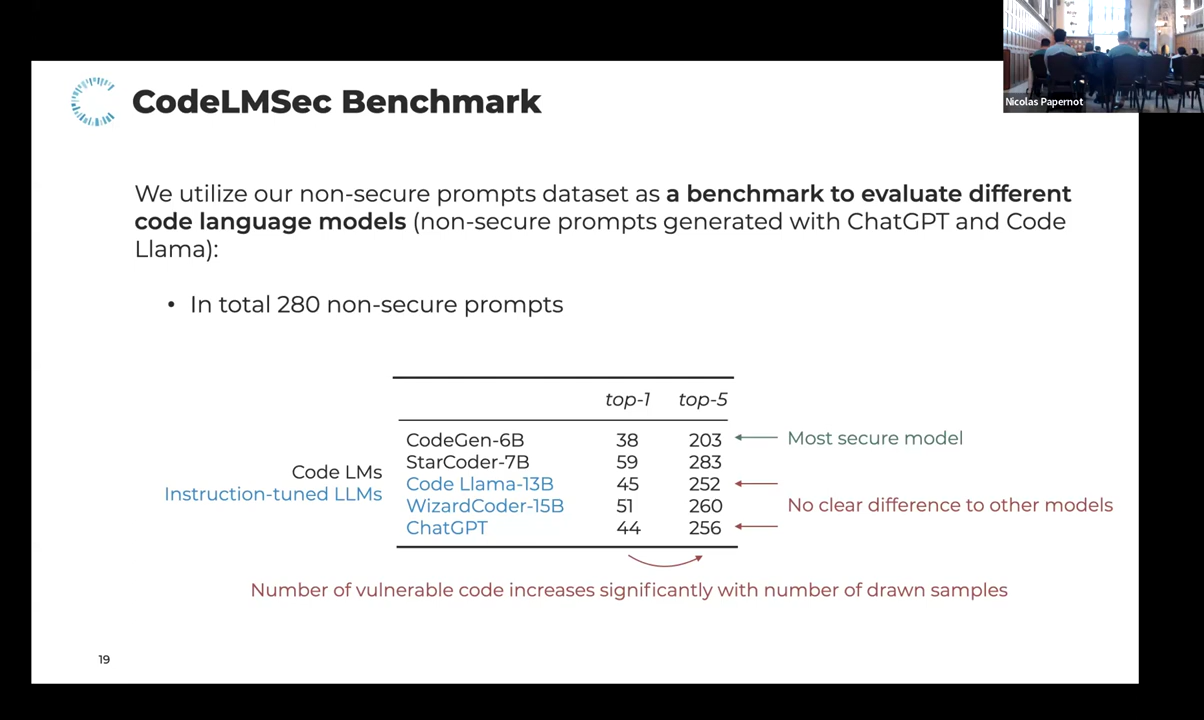 Nicolas Papernot
CodeLMSec Benchmark
We utilize our non-secure prompts dataset as a benchmark to evaluate different
code language models (non-secure prompts generated with ChatGPT and Code
Llama):
• In total 280 non-secure prompts
top-1 top-5
CodeGen-6B 38 203 Most secure model
StarCoder-7B 59 283
Code LMs
Code Llama-13B 45 252
Instruction-tuned LLMs
WizardCoder-15B 51 260 No clear difference to other models
ChatGPT 44 256
Number of vulnerable code increases significantly with number of drawn samples
19